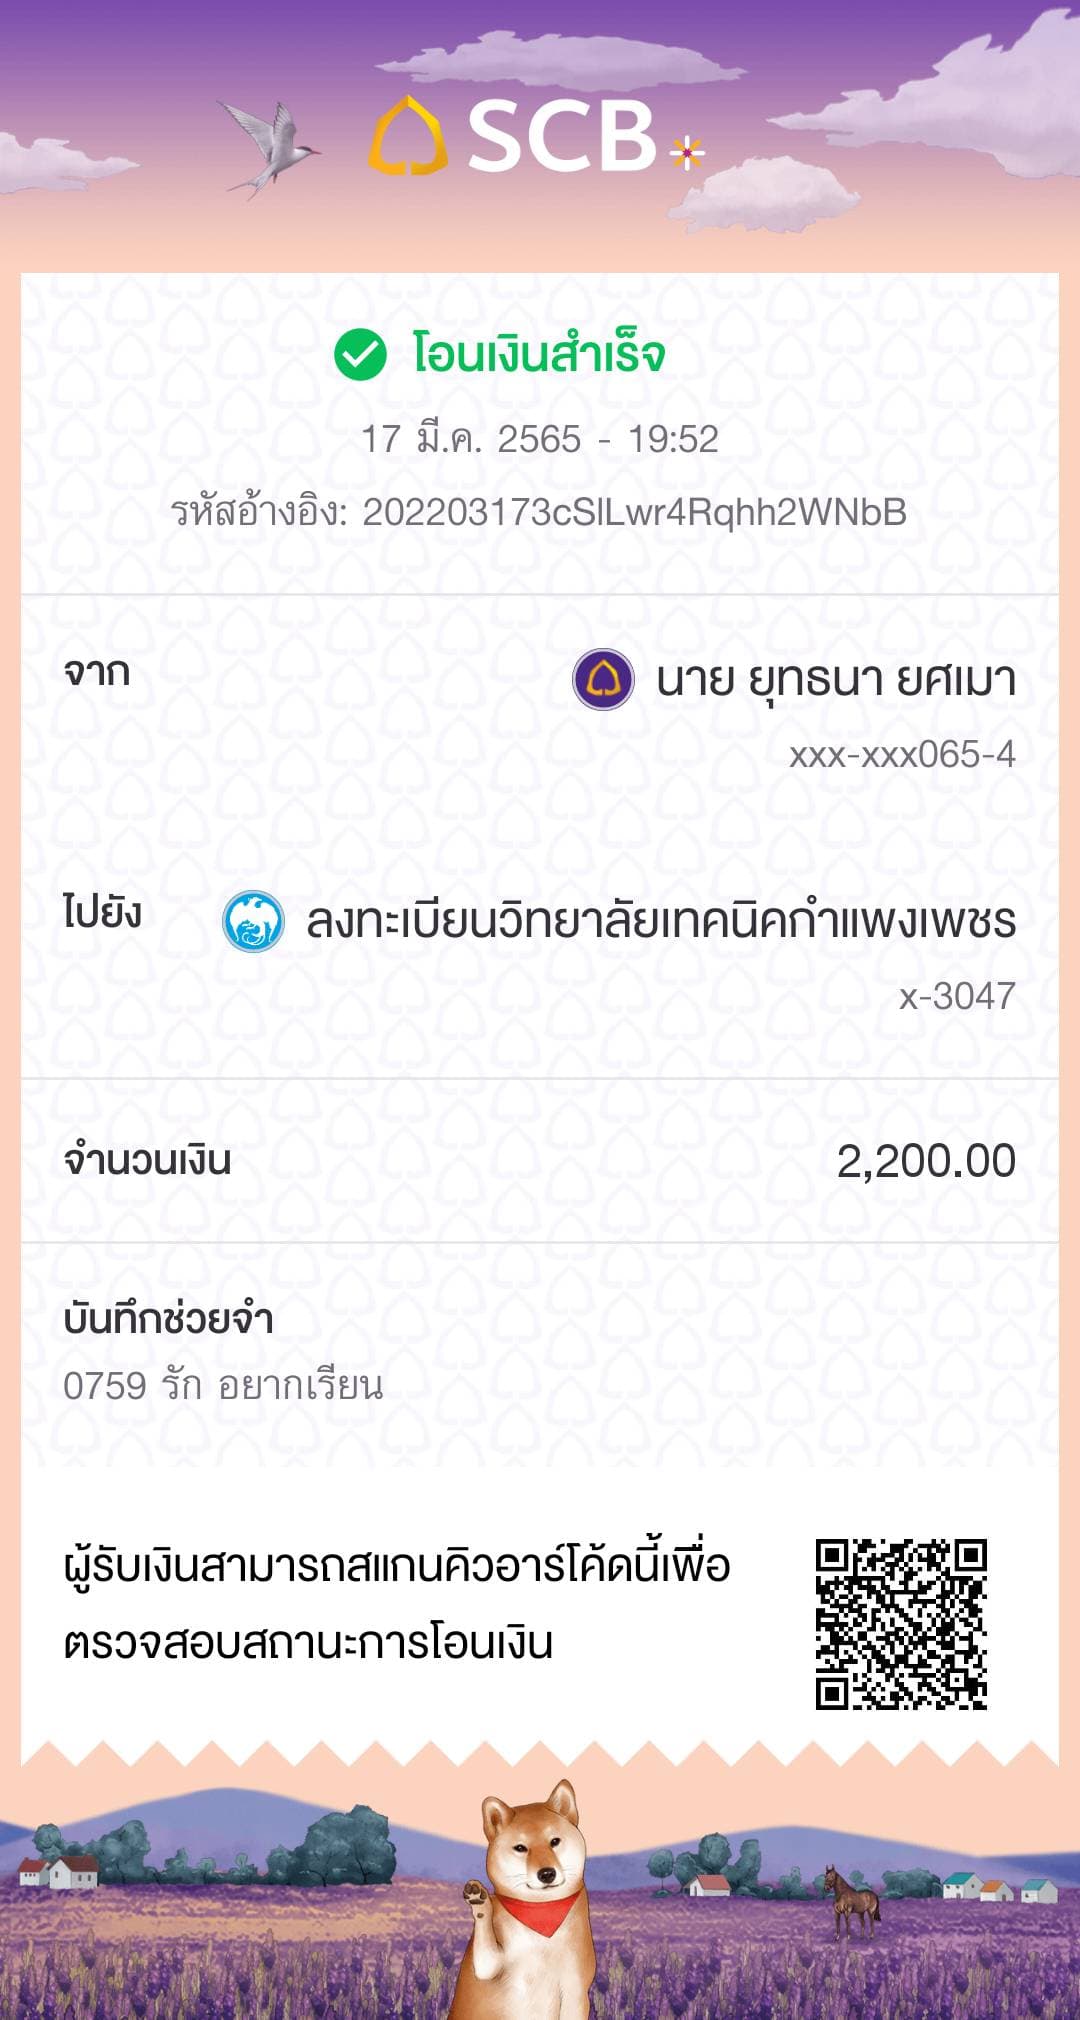 SCB
โอนเงินสำเร็จ
17 มี.ค. 2565 - 19:52
รหัสอ้างอิง: 202203173cSlLwr4Rqhh2WNbB
จาก
นาย ยุทธนา ยศเมา
xxx-xxx065-4
ไปยัง
ลงทะเบียนวิทยาลัยเทคนิคกำแพงเพชร
x-3047
จำนวนเงิน
2,200.00
บันทึกช่วยจำ
0759 รัก อยากเรียน
ผู้รับเงินสามารถสแกนคิวอาร์โค้ดนี้เพื่อ
ตรวจสอบสถานะการโอนเงิน